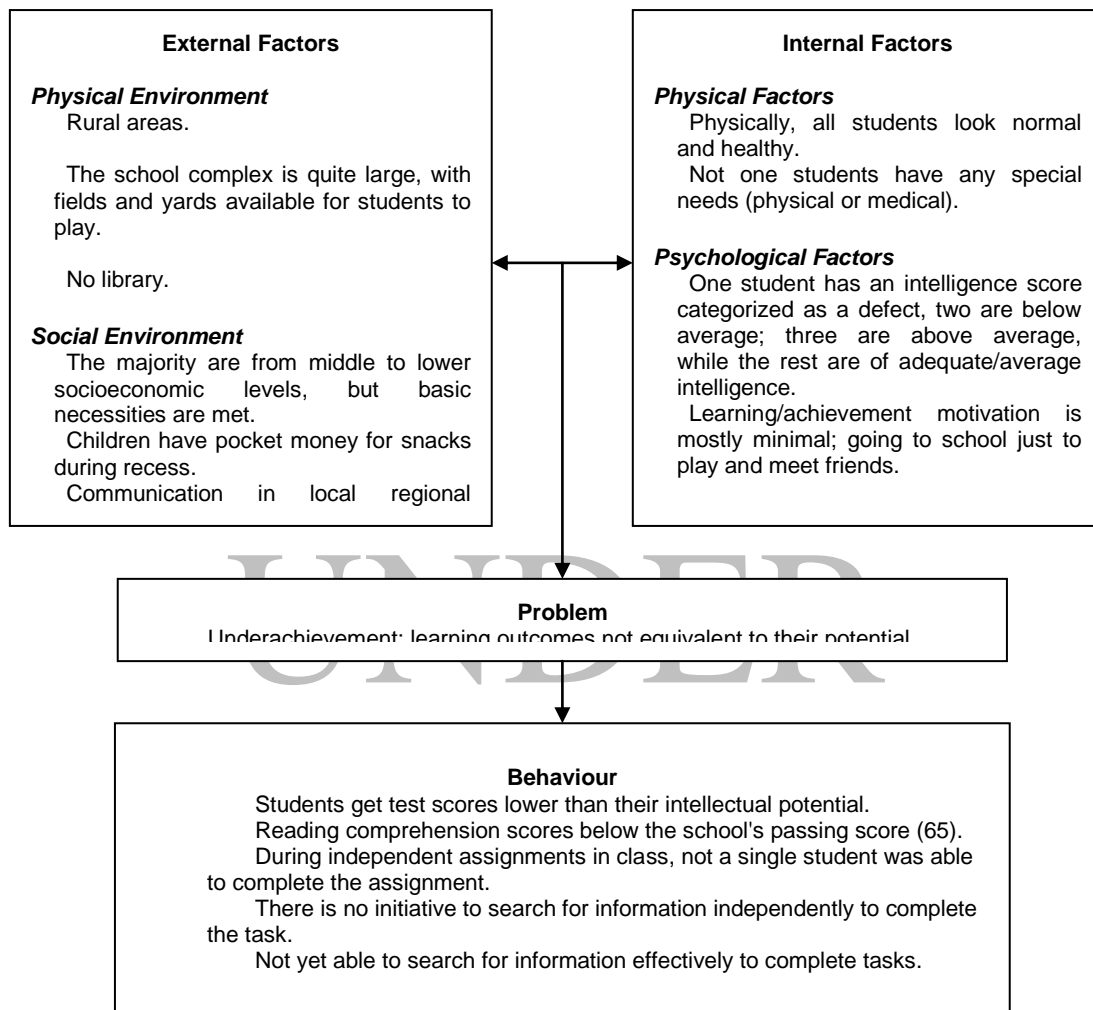 External Factors
Physical Environment
Rural areas.
The school complex is quite large, with
fields and yards available for students to
play.
No library.
Social Environment
The majority are from middle to lower
socioeconomic levels, but basic
necessities are met.
Children have pocket money for snacks
during recess.
Communication in local regional
Internal Factors
Physical Factors
Physically, all students look normal
and healthy.
Not one students have any special
needs (physical or medical).
Psychological Factors
One student has an intelligence score
categorized as a defect, two are below
average; three are above average,
while the rest are of adequate/average
intelligence.
Learning/achievement motivation is
mostly minimal; going to school just to
play and meet friends.
UNDER
Problem
Underachievement: learning outcomes not equivalent to their potential
Behaviour
Students get test scores lower than their intellectual potential.
Reading comprehension scores below the school's passing score (65).
During independent assignments in class, not a single student was able
to complete the assignment.
There is no initiative to search for information independently to complete
the task.
Not yet able to search for information effectively to complete tasks.